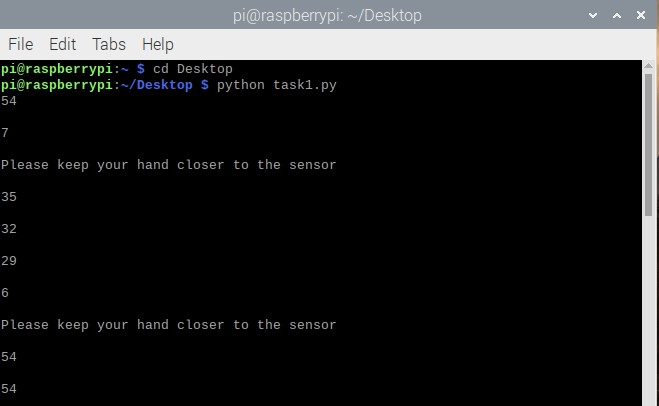 pi@raspberrypi: ~/Desktop
File Edit Tabs Help
pi@raspberrypi:~ $ cd Desktop
pi@raspberrypi:~/Desktop $ python task1.py
54
7
Please keep your hand closer to the sensor
35
32
29
6
Please keep your hand closer to the sensor
54
54